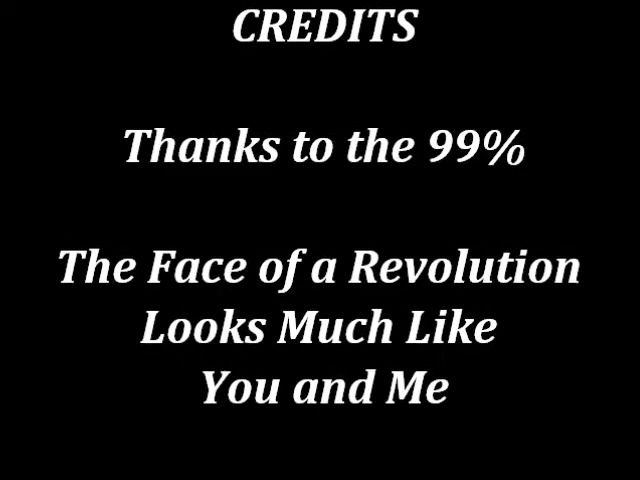 CREDITS
Thanks to the 99%
The Face of a Revolution
Looks Much Like
You and Me